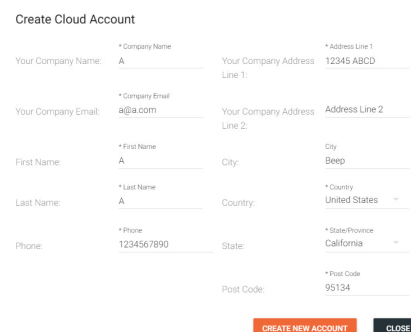 Create Cloud Account
* Company Name
Your Company Name:
A
* Address Line 1
Your Company Address
Line 1:
12345 ABCD
* Company Email
Your Company Email:
a@a.com
Your Company Address
Line 2:
Address Line 2
* First Name
First Name:
A
City
City:
Beep
* Last Name
Last Name:
A
* Country
Country:
United States
* Phone
Phone:
1234567890
* State/Province
State:
California
* Post Code
Post Code:
95134
CREATE NEW ACCOUNT
CLOSE